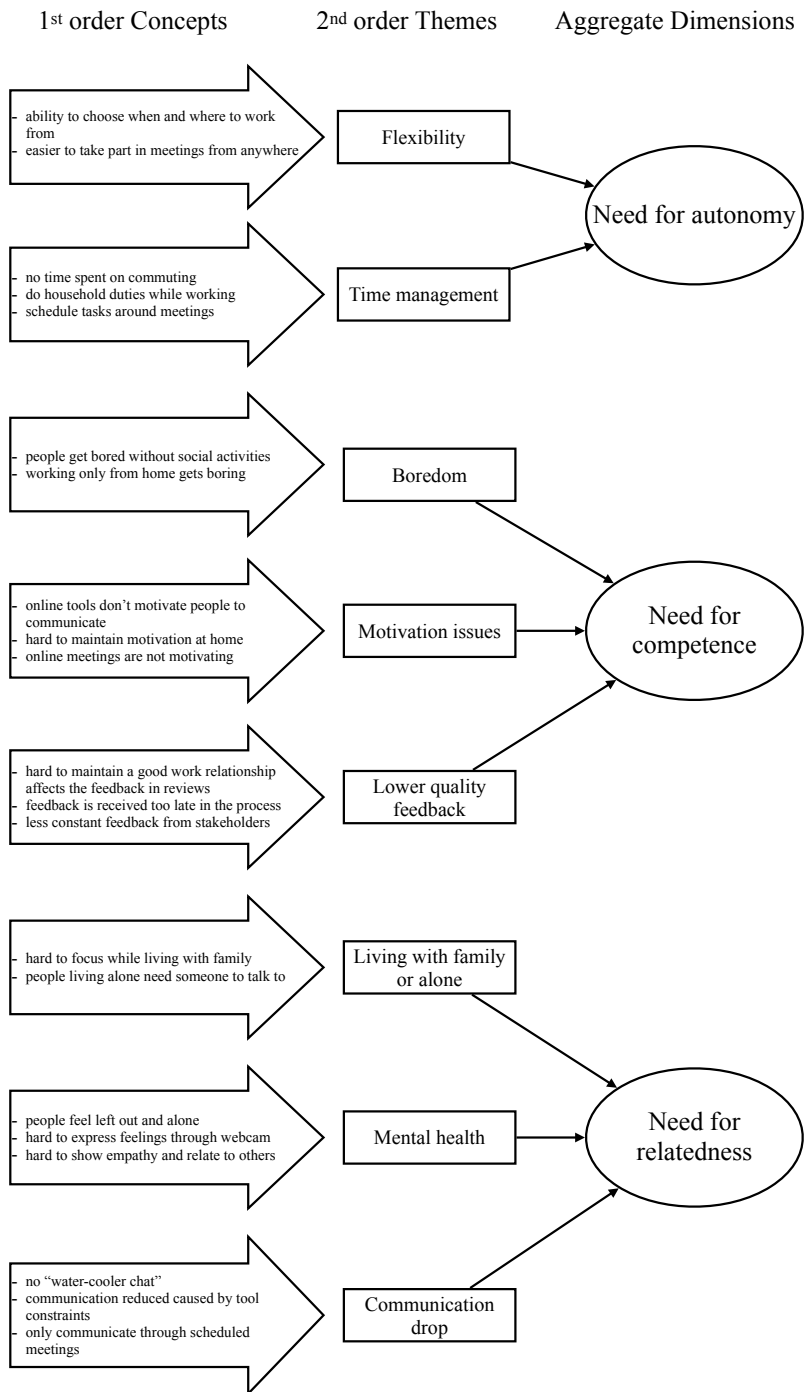 1st order Concepts
2nd order Themes
Aggregate Dimensions
- ability to choose when and where to work
from
- easier to take part in meetings from anywhere
Flexibility
Need for autonomy
- no time spent on commuting
- do household duties while working
- schedule tasks around meetings
Time management
- people get bored without social activities
- working only from home gets boring
Boredom
- online tools don’t motivate people to
communicate
- hard to maintain motivation at home
- online meetings are not motivating
Motivation issues
Need for
competence
- hard to maintain a good work relationship
affects the feedback in reviews
- feedback is received too late in the process
- less constant feedback from stakeholders
Lower quality
feedback
- hard to focus while living with family
- people living alone need someone to talk to
Living with family
or alone
- people feel left out and alone
- hard to express feelings through webcam
- hard to show empathy and relate to others
Mental health
Need for
relatedness
- no “water-cooler chat”
- communication reduced caused by tool
constraints
- only communicate through scheduled
meetings
Communication
drop